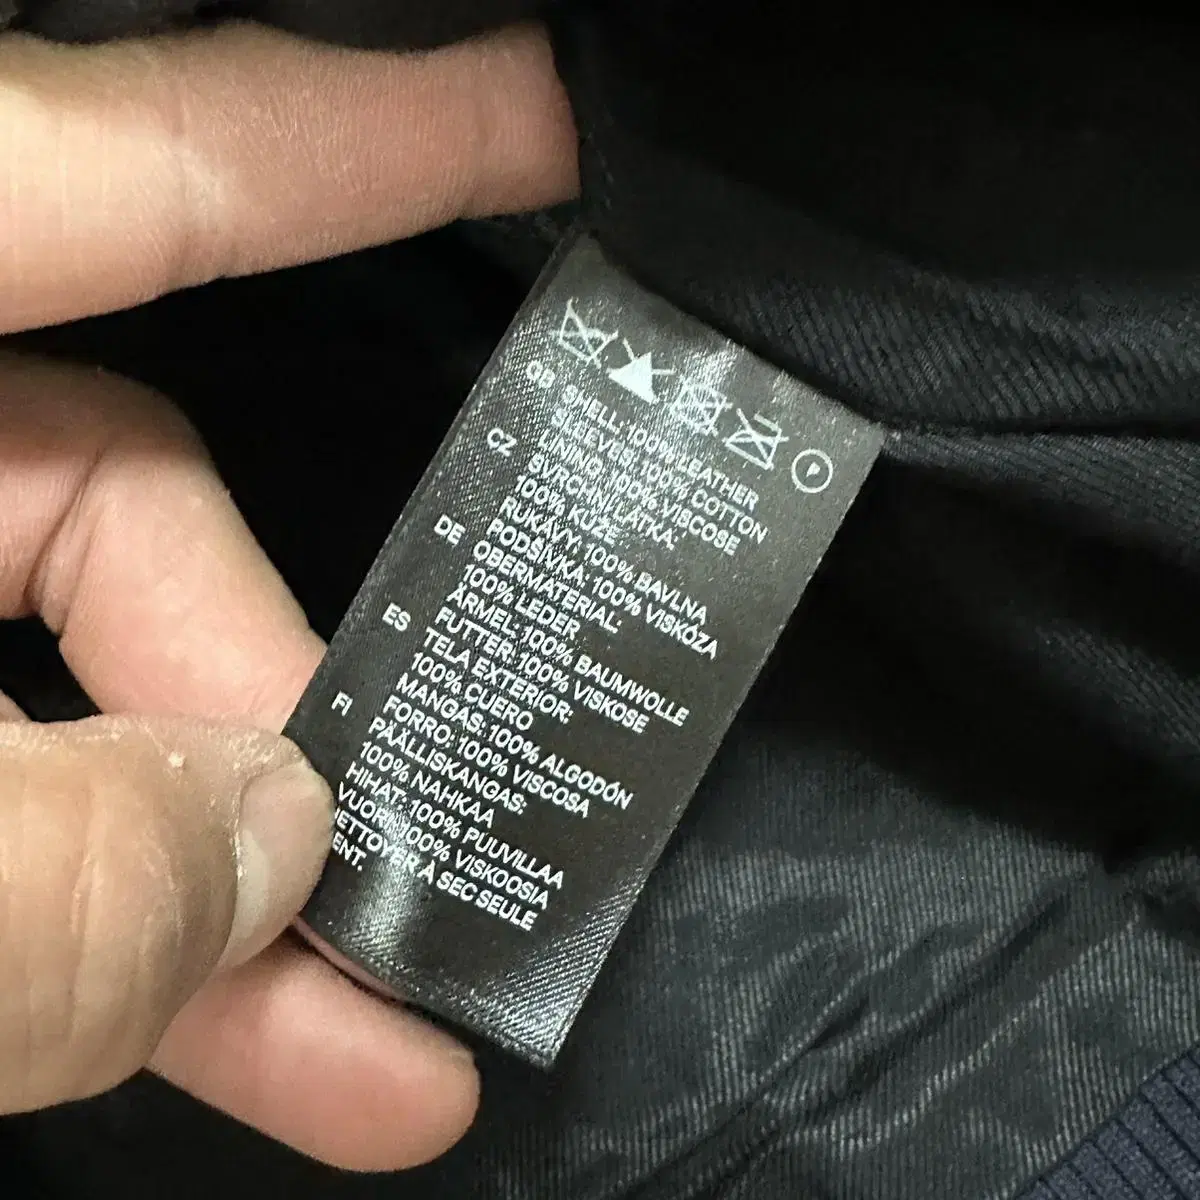 P
GB SHELL: 100% LEATHER
SLEEVES: 100% COTTON
LINING: 100% VISCOSE
CZ SVRCHNÍ LÁTKA:
100% KŮŽE
RUKÁVY: 100% BAVLNA
PODŠÍVKA: 100% VISKÓZA
DE OBERMATERIAL:
100% LEDER
ÄRMEL: 100% BAUMWOLLE
FUTTER: 100% VISKOSE
ES TELA EXTERIOR:
100% CUERO
MANGAS: 100% ALGODÓN
FORRO: 100% VISCOSA
FI PÄÄLLISKANGAS:
100% NAHKAA
HIHAT: 100% PUUVILLAA
VUORI: 100% VISKOOSIA
NETTOYER À SEC SEULE
ENT.